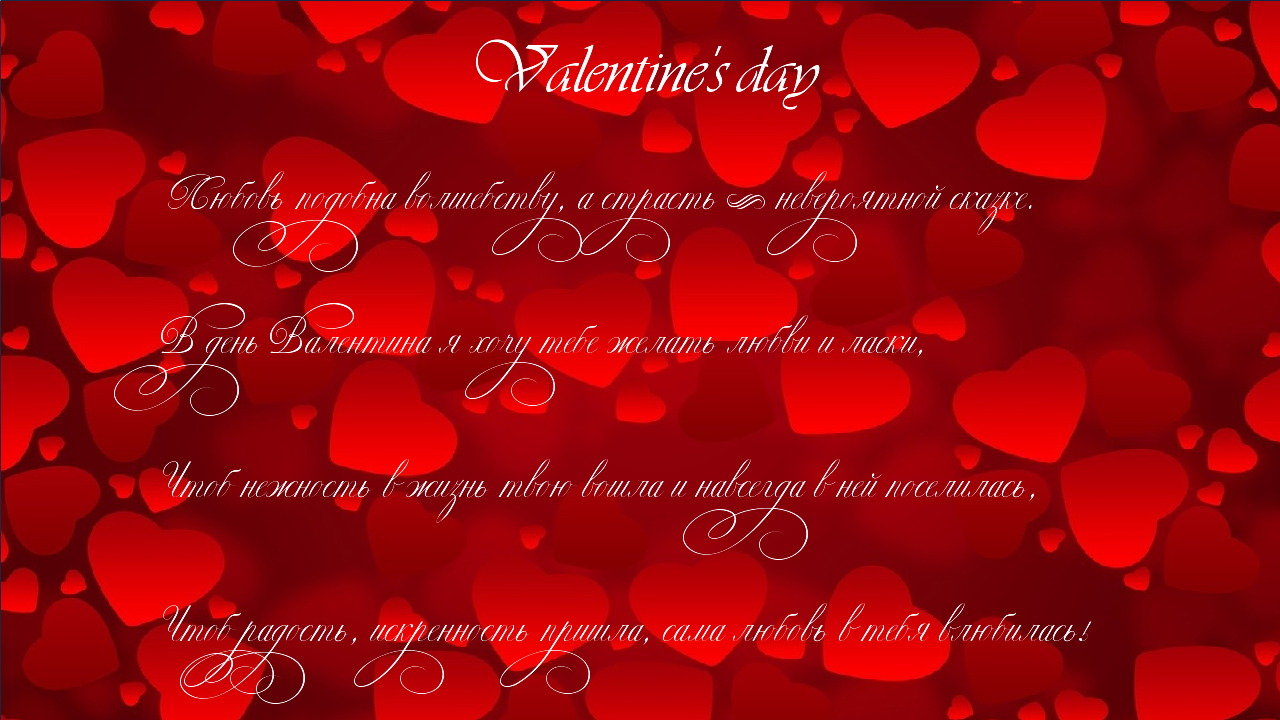 Valentine's day
Любовь подобна волшебству, а страсть – невероятной сказке.
В день Валентина я хочу тебе желать любви и ласки,
Чтоб нежность в жизнь твою вошла и навсегда в ней поселилась,
Чтоб радость, искренность пришла, сама любовь в тебя влюбилась!